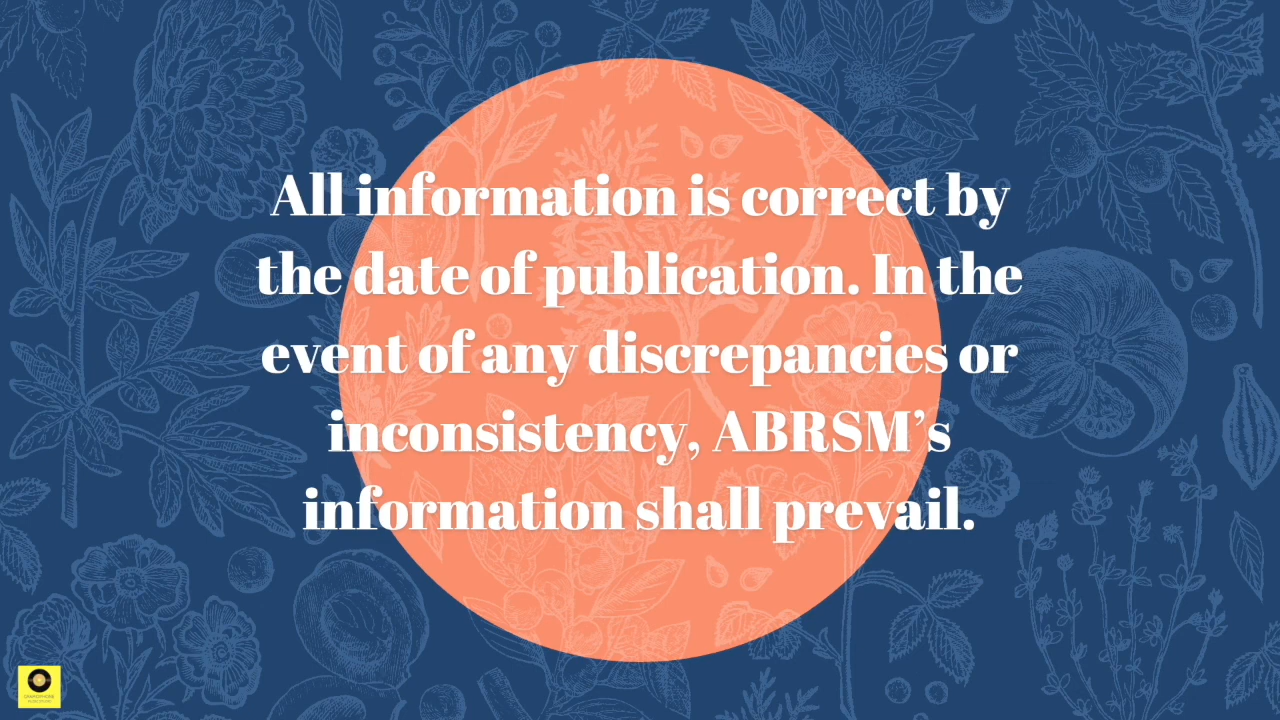 All information is correct by
the date of publication. In the
event of any discrepancies or
inconsistency, ABRSM’s
information shall prevail.